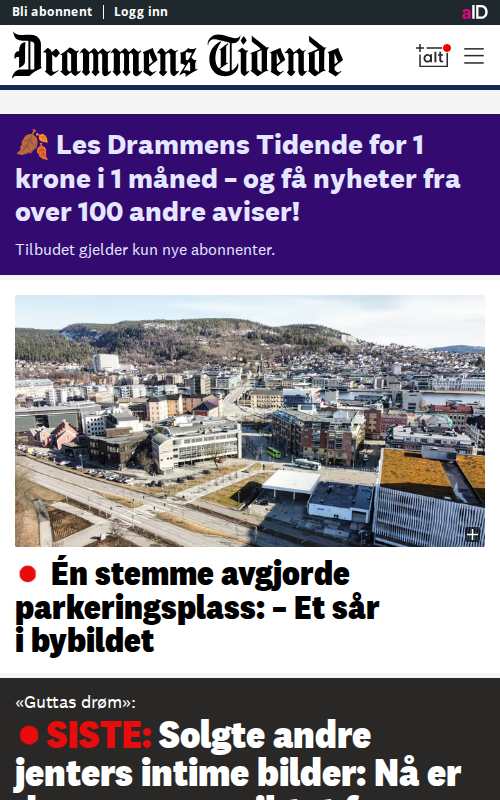 Bli abonnent | Logg inn
aID
Drammens Tidende
+alt
Les Drammens Tidende for 1
krone i 1 måned – og få nyheter fra
over 100 andre aviser!
Tilbudet gjelder kun nye abonnenter.
Én stemme avgjorde
parkeringsplass: – Et sår
i bybildet
«Guttas drøm»:
SISTE: Solgte andre
jenters intime bilder: Nå er